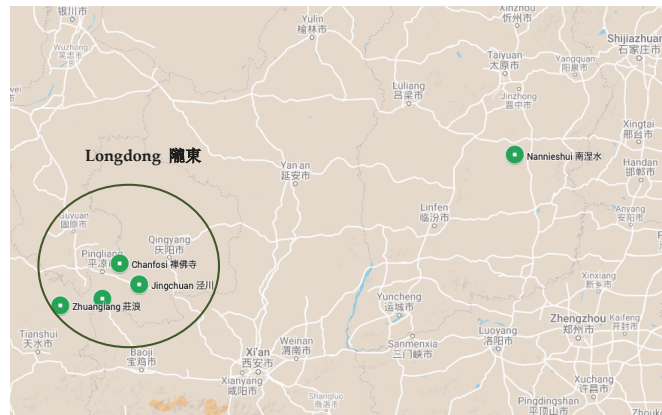 银川市
Yulin
榆林市
Xinzhou
忻州市
Shijiazhuan
石家庄市
Wuzhong
吴忠市
Taiyuan
太原市
Yangquan
阳泉市
wei
市
Lüliang
吕梁市
Jinzhong
晋中市
Xingtai
邢台市
Longdong 隴東
Nannieshui 南涅水
Handan
邯郸市
Yan'an
延安市
Linfen
临汾市
Anyang
安阳市
Guyuan
固原市
Qingyang
庆阳市
Pingliang
平凉市
Chanfosi 禅佛寺
Jingchuan 泾川
Xinxiang
新乡市
Zhuanglang 莊浪
Yuncheng
运城市
Zhengzhou
郑州市
Kaifeng
开封市
Luoyang
洛阳市
Tianshui
天水市
Baoji
宝鸡市
Xi'an
西安市
Weinan
渭南市
Sanmenxia
三门峡市
Xianyang
咸阳市
Xuchang
许昌市
Shangluo
商洛市
Pingdingshan
平顶山市
Zhouk